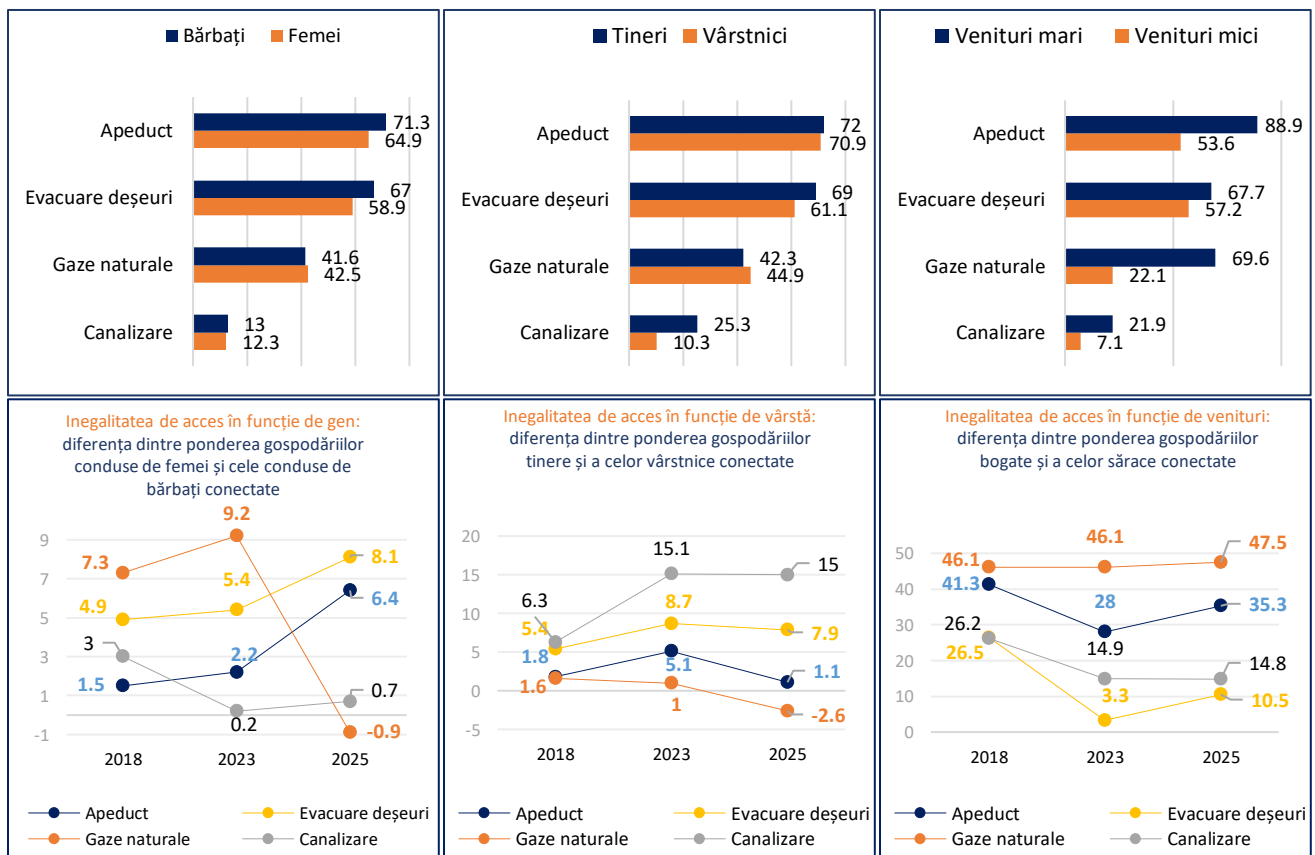 Bărbați Femei
Apeduct 71.3
64.9
Evacuare deșeuri 67
58.9
Gaze naturale 41.6
42.5
Canalizare 13
12.3
Tineri Vârstnici
Apeduct 72
70.9
Evacuare deșeuri 69
61.1
Gaze naturale 42.3
44.9
Canalizare 25.3
10.3
Venituri mari Venituri mici
Apeduct 88.9
53.6
Evacuare deșeuri 67.7
57.2
Gaze naturale 69.6
22.1
Canalizare 21.9
7.1
Inegalitatea de acces în funcție de gen:
diferența dintre ponderea gospodăriilor
conduse de femei și cele conduse de
bărbați conectate
9
7
5
3
1
-1
7.3 9.2 -0.9
4.9 5.4 8.1
1.5 2.2 6.4
3 0.2 0.7
2018 2023 2025
Apeduct Evacuare deșeuri
Gaze naturale Canalizare
Inegalitatea de acces în funcție de vârstă:
diferența dintre ponderea gospodăriilor
tinere și a celor vârstnice conectate
20
15
10
5
0
-5
6.3 15.1 15
5.4 8.7 7.9
1.8 5.1 1.1
1.6 1 -2.6
2018 2023 2025
Apeduct Evacuare deșeuri
Gaze naturale Canalizare
Inegalitatea de acces în funcție de venituri:
diferența dintre ponderea gospodăriilor
bogate și a celor sărace conectate
50
40
30
20
10
0
46.1 46.1 47.5
41.3 28 35.3
26.2 14.9 14.8
26.5 3.3 10.5
2018 2023 2025
Apeduct Evacuare deșeuri
Gaze naturale Canalizare